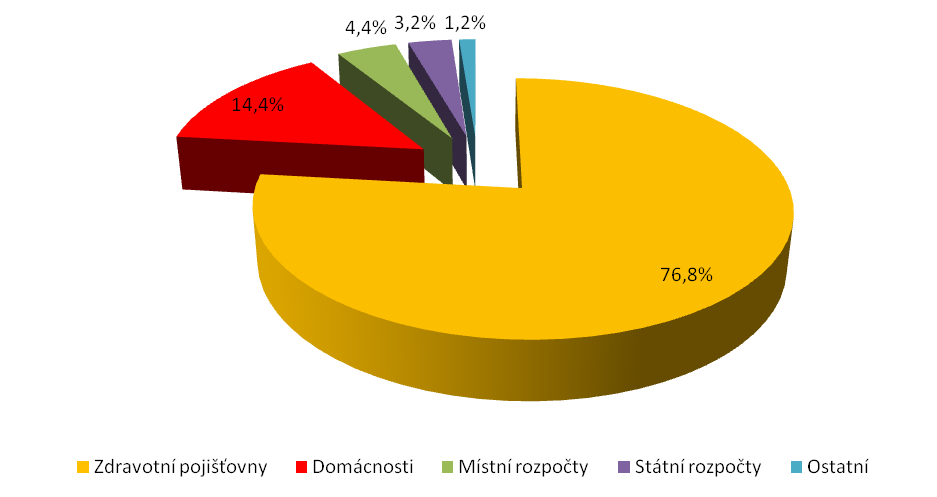 4,4% 3,2% 1,2%
14,4%
76,8%
Zdravotní pojišťovny Domácnosti Místní rozpočty Státní rozpočty Ostatní